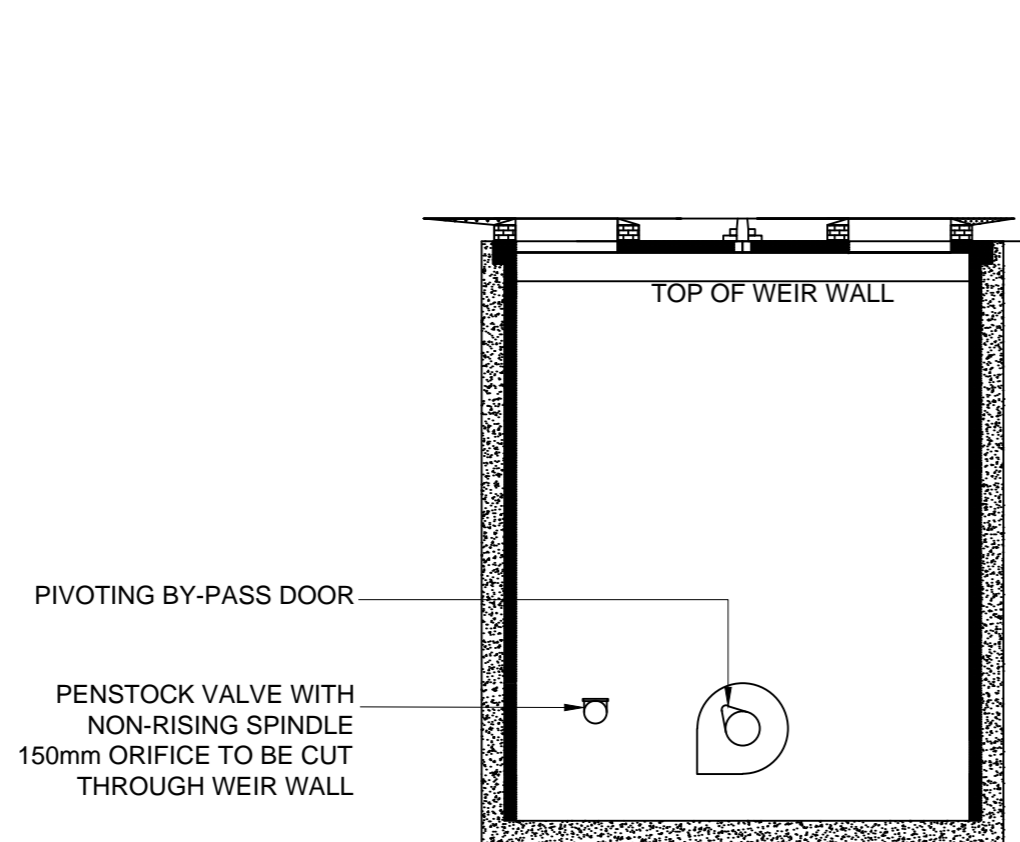 TOP OF WEIR WALL
PIVOTING BY-PASS DOOR
PENSTOCK VALVE WITH
NON-RISING SPINDLE
150mm ORIFICE TO BE CUT
THROUGH WEIR WALL